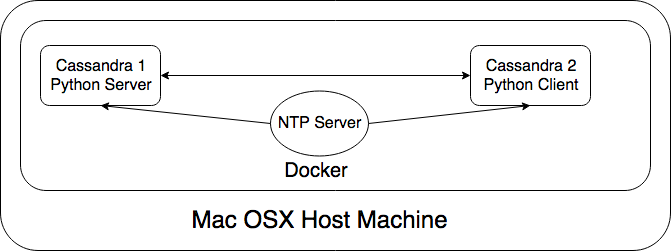 Cassandra 1
Python Server
Cassandra 2
Python Client
NTP Server
Docker
Mac OSX Host Machine